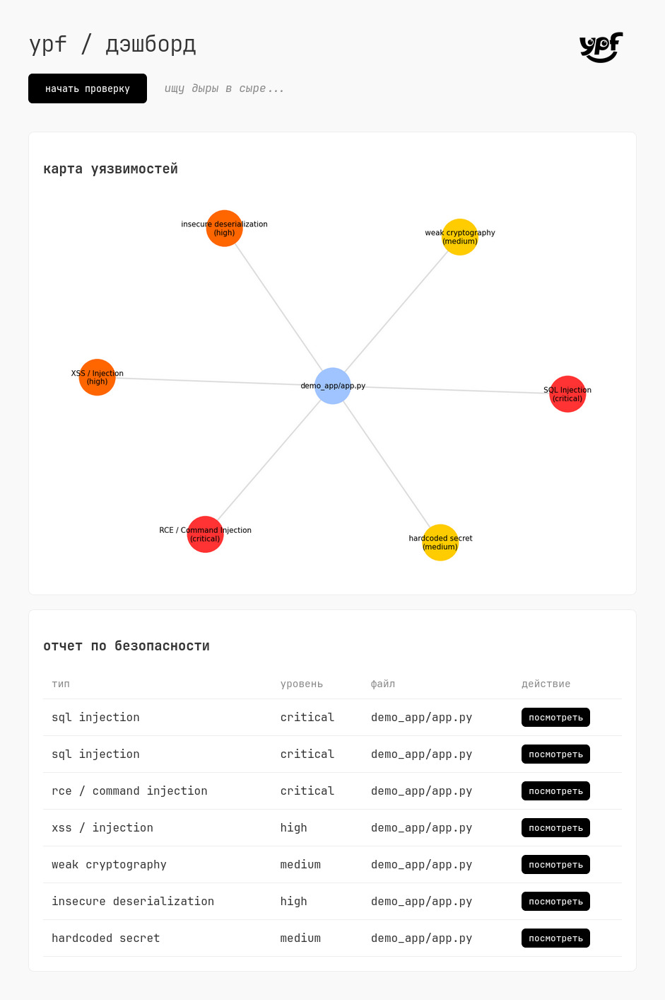 ypf / дэшборд
ypf
начать проверку
ищу дыры в сыре...
карта уязвимостей
insecure deserialization
(high)
weak cryptography
(medium)
XSS / Injection
(high)
demo_app/app.py
SQL Injection
(critical)
RCE / Command Injection
(critical)
hardcoded secret
(medium)
отчет по безопасности
тип уровень файл действие
sql injection critical demo_app/app.py посмотреть
sql injection critical demo_app/app.py посмотреть
rce / command injection critical demo_app/app.py посмотреть
xss / injection high demo_app/app.py посмотреть
weak cryptography medium demo_app/app.py посмотреть
insecure deserialization high demo_app/app.py посмотреть
hardcoded secret medium demo_app/app.py посмотреть